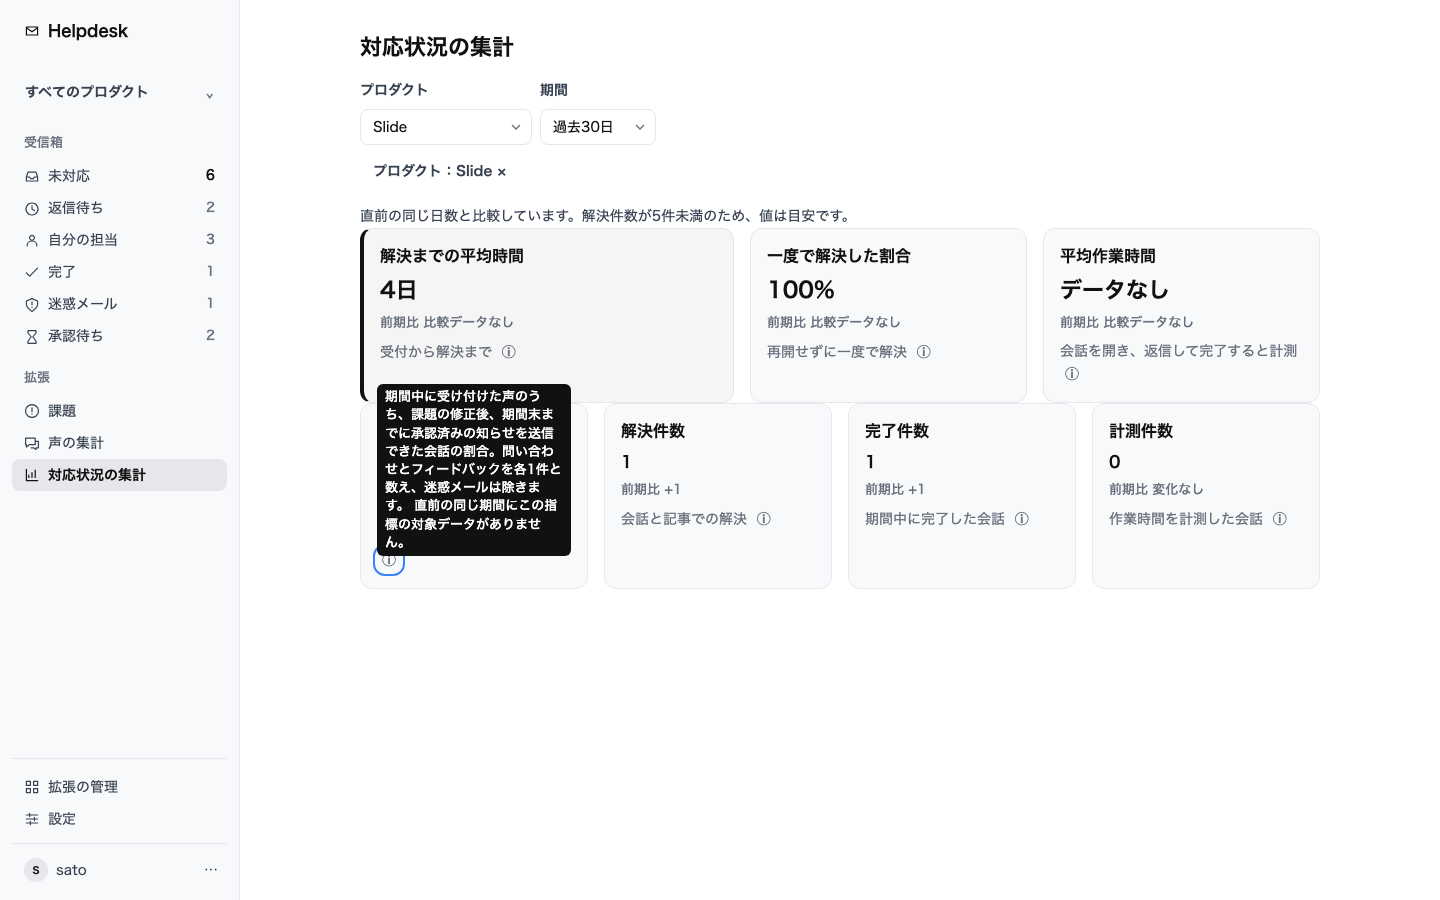 Helpdesk
すべてのプロダクト
受信箱
未対応 6
返信待ち 2
自分の担当 3
完了 1
迷惑メール 1
承認待ち 2
拡張
課題
声の集計
対応状況の集計
拡張の管理
設定
S sato ...
対応状況の集計
プロダクト 期間
Slide 過去30日
プロダクト：Slide ×
直前の同じ日数と比較しています。解決件数が5件未満のため、値は目安です。
解決までの平均時間
4日
前期比 比較データなし
受付から解決まで ⓘ
一度で解決した割合
100%
前期比 比較データなし
再開せずに一度で解決 ⓘ
平均作業時間
データなし
前期比 比較データなし
会話を開き、返信して完了すると計測
ⓘ
期間中に受け付けた声のう
ち、課題の修正後、期間末ま
でに承認済みの知らせを送信
できた会話の割合。問い合わ
せとフィードバックを各1件と
数え、迷惑メールは除きま
す。 直前の同じ期間にこの指
標の対象データがありませ
ん。
ⓘ
解決件数
1
前期比 +1
会話と記事での解決 ⓘ
完了件数
1
前期比 +1
期間中に完了した会話 ⓘ
計測件数
0
前期比 変化なし
作業時間を計測した会話 ⓘ